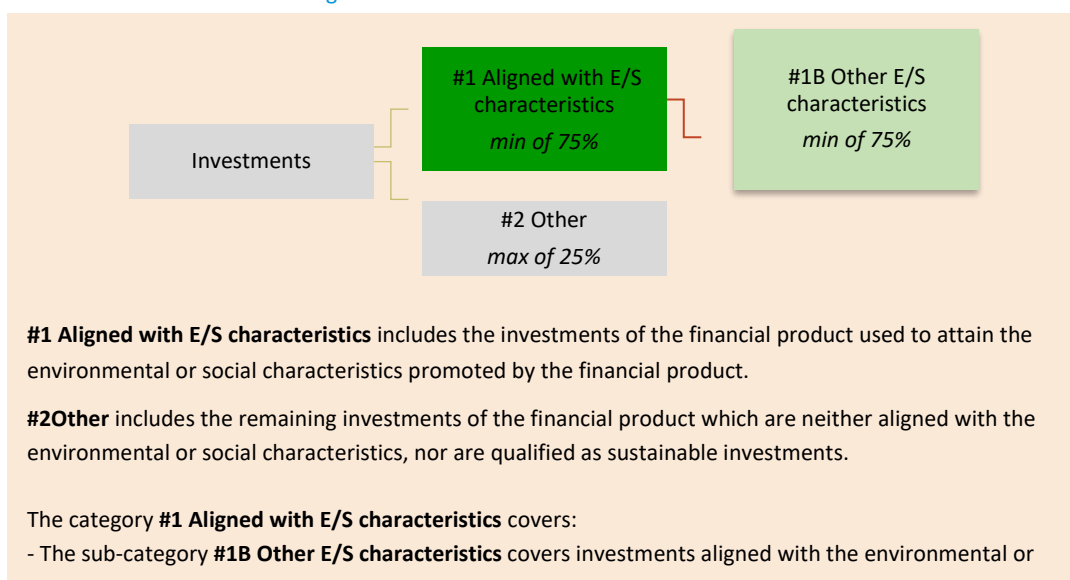 #1 Aligned with E/S
characteristics
min of 75%
#1B Other E/S
characteristics
min of 75%
Investments
#2 Other
max of 25%
#1 Aligned with E/S characteristics includes the investments of the financial product used to attain the
environmental or social characteristics promoted by the financial product.
#2Other includes the remaining investments of the financial product which are neither aligned with the
environmental or social characteristics, nor are qualified as sustainable investments.
The category #1 Aligned with E/S characteristics covers:
- The sub-category #1B Other E/S characteristics covers investments aligned with the environmental or